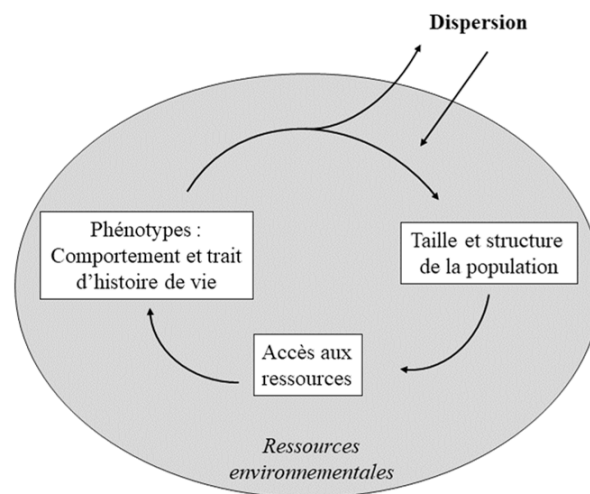 Dispersion
Phénotypes :
Comportement et trait
d’histoire de vie
Taille et structure
de la population
Accès aux
ressources
Ressources
environnementales